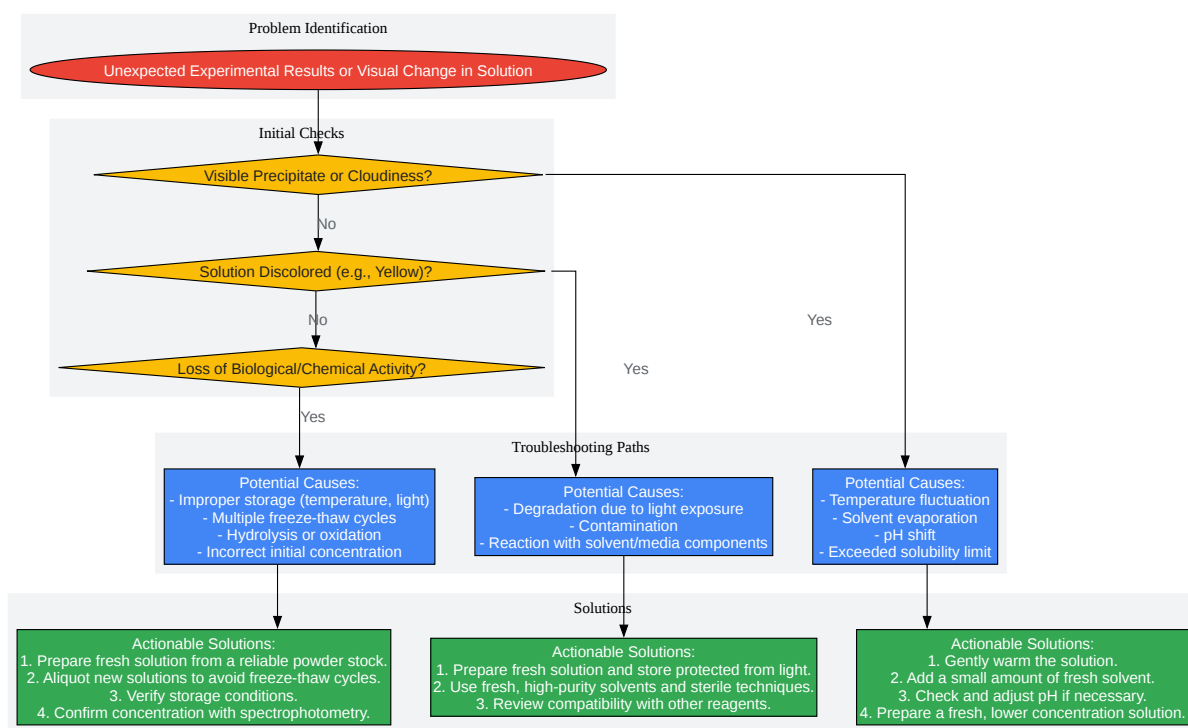 Problem Identification
Unexpected Experimental Results or Visual Change in Solution
Initial Checks
Visible Precipitate or Cloudiness?
No
Solution Discolored (e.g., Yellow)?
No
Yes
Loss of Biological/Chemical Activity?
Yes
Yes
Troubleshooting Paths
Potential Causes:
- Improper storage (temperature, light)
- Multiple freeze-thaw cycles
- Hydrolysis or oxidation
- Incorrect initial concentration
Potential Causes:
- Degradation due to light exposure
- Contamination
- Reaction with solvent/media components
Potential Causes:
- Temperature fluctuation
- Solvent evaporation
- pH shift
- Exceeded solubility limit
Solutions
Actionable Solutions:
1. Prepare fresh solution from a reliable powder stock.
2. Aliquot new solutions to avoid freeze-thaw cycles.
3. Verify storage conditions.
4. Confirm concentration with spectrophotometry.
Actionable Solutions:
1. Prepare fresh solution and store protected from light.
2. Use fresh, high-purity solvents and sterile techniques.
3. Review compatibility with other reagents.
Actionable Solutions:
1. Gently warm the solution.
2. Add a small amount of fresh solvent.
3. Check and adjust pH if necessary.
4. Prepare a fresh, lower concentration solution.